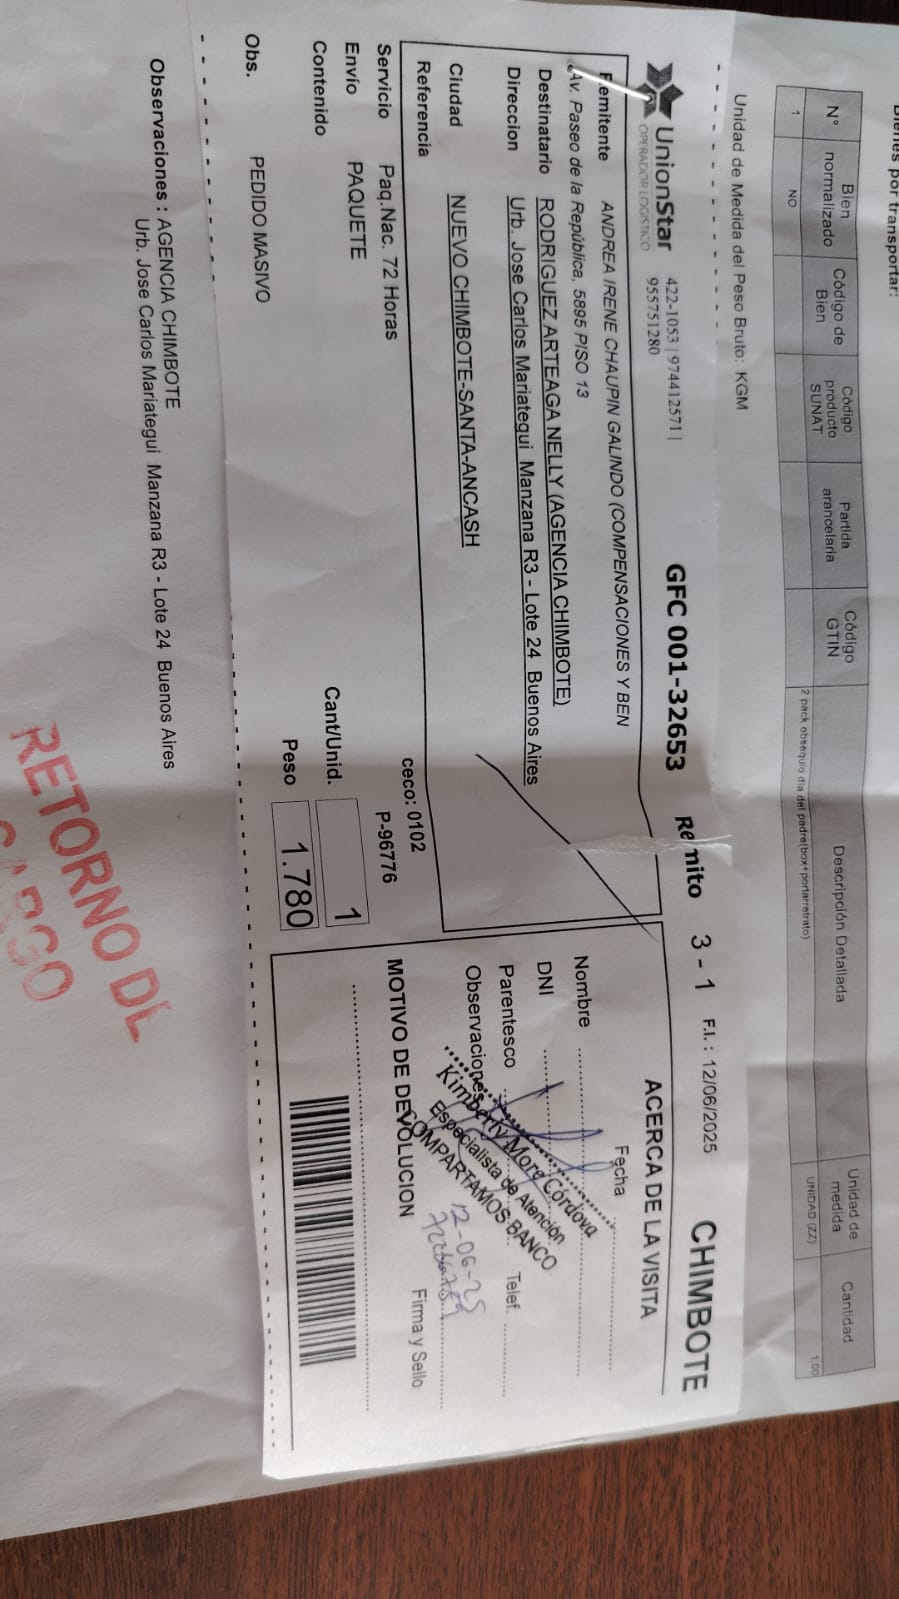 Bienes por transportar:
N° Bien normalizado Código de Bien Código producto SUNAT Partida arancelaria Código GTIN Descripción Detallada Unidad de medida Cantidad
1 NO 2 pack obsequio dia del padre(box+portarretrato) UNIDAD (ZZ) 1.00
Unidad de Medida del Peso Bruto: KGM
UnionStar
OPERADOR LOGISTICO
422-1053 | 974412571 |
955751280
GFC 001-32653 Remito 3 - 1 F.I. : 12/06/2025 CHIMBOTE
Remitente ANDREA IRENE CHAUPIN GALINDO (COMPENSACIONES Y BEN
Av. Paseo de la República, 5895 PISO 13
Destinatario RODRIGUEZ ARTEAGA NELLY (AGENCIA CHIMBOTE)
Direccion Urb. Jose Carlos Mariategui Manzana R3 - Lote 24 Buenos Aires
Ciudad NUEVO CHIMBOTE-SANTA-ANCASH
Referencia
ceco: 0102
Servicio Paq.Nac. 72 Horas P-96776
Envío PAQUETE
Contenido
Cant/Unid. 1
Peso 1.780
Obs. PEDIDO MASIVO
ACERCA DE LA VISITA
Fecha
Nombre
DNI
Parentesco Telef.
Observaciones
Kimberly More Córdova
Especialista de Atención
COMPARTAMOS BANCO
12-06-25
MOTIVO DE DEVOLUCION Firma y Sello
Observaciones : AGENCIA CHIMBOTE
Urb. Jose Carlos Mariategui Manzana R3 - Lote 24 Buenos Aires
RETORNO DE
CARGO